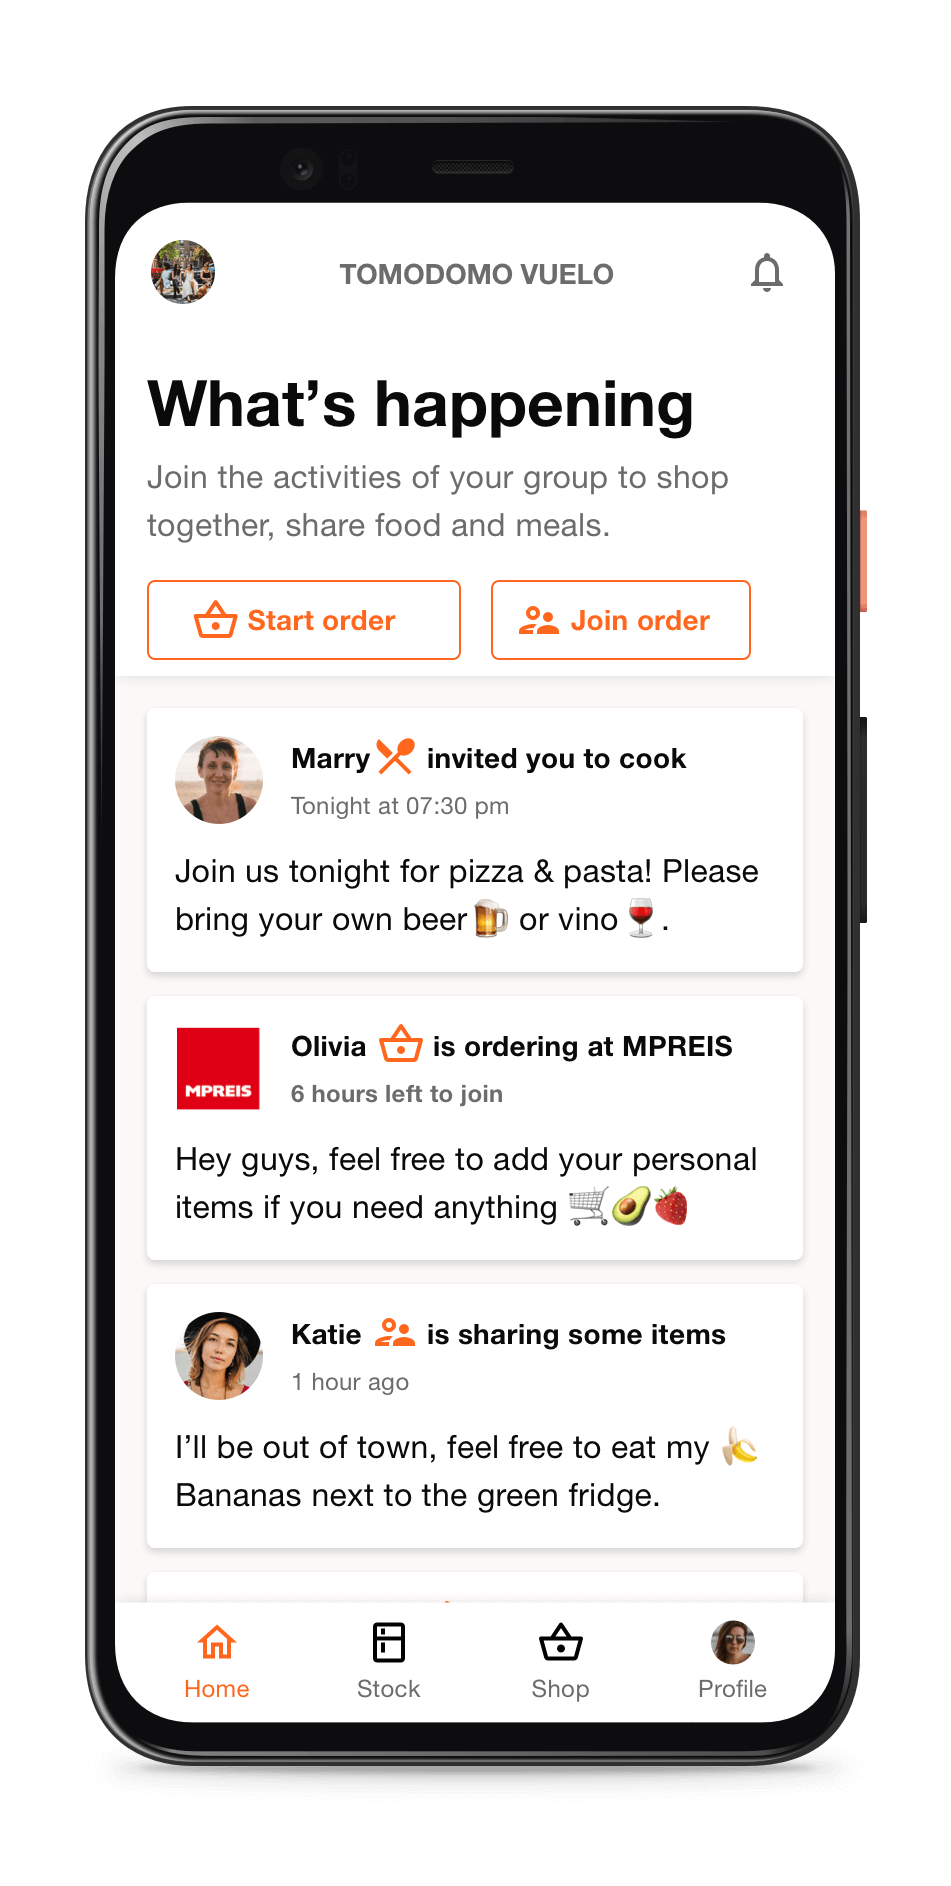 TOMODOMO VUELO
What’s happening
Join the activities of your group to shop
together, share food and meals.
Start order
Join order
Marry invited you to cook
Tonight at 07:30 pm
Join us tonight for pizza & pasta! Please
bring your own beer🍺 or vino🍷.
MPREIS
Olivia is ordering at MPREIS
6 hours left to join
Hey guys, feel free to add your personal
items if you need anything 🛒🥑🍓
Katie is sharing some items
1 hour ago
I’ll be out of town, feel free to eat my 🍌
Bananas next to the green fridge.
Home
Stock
Shop
Profile